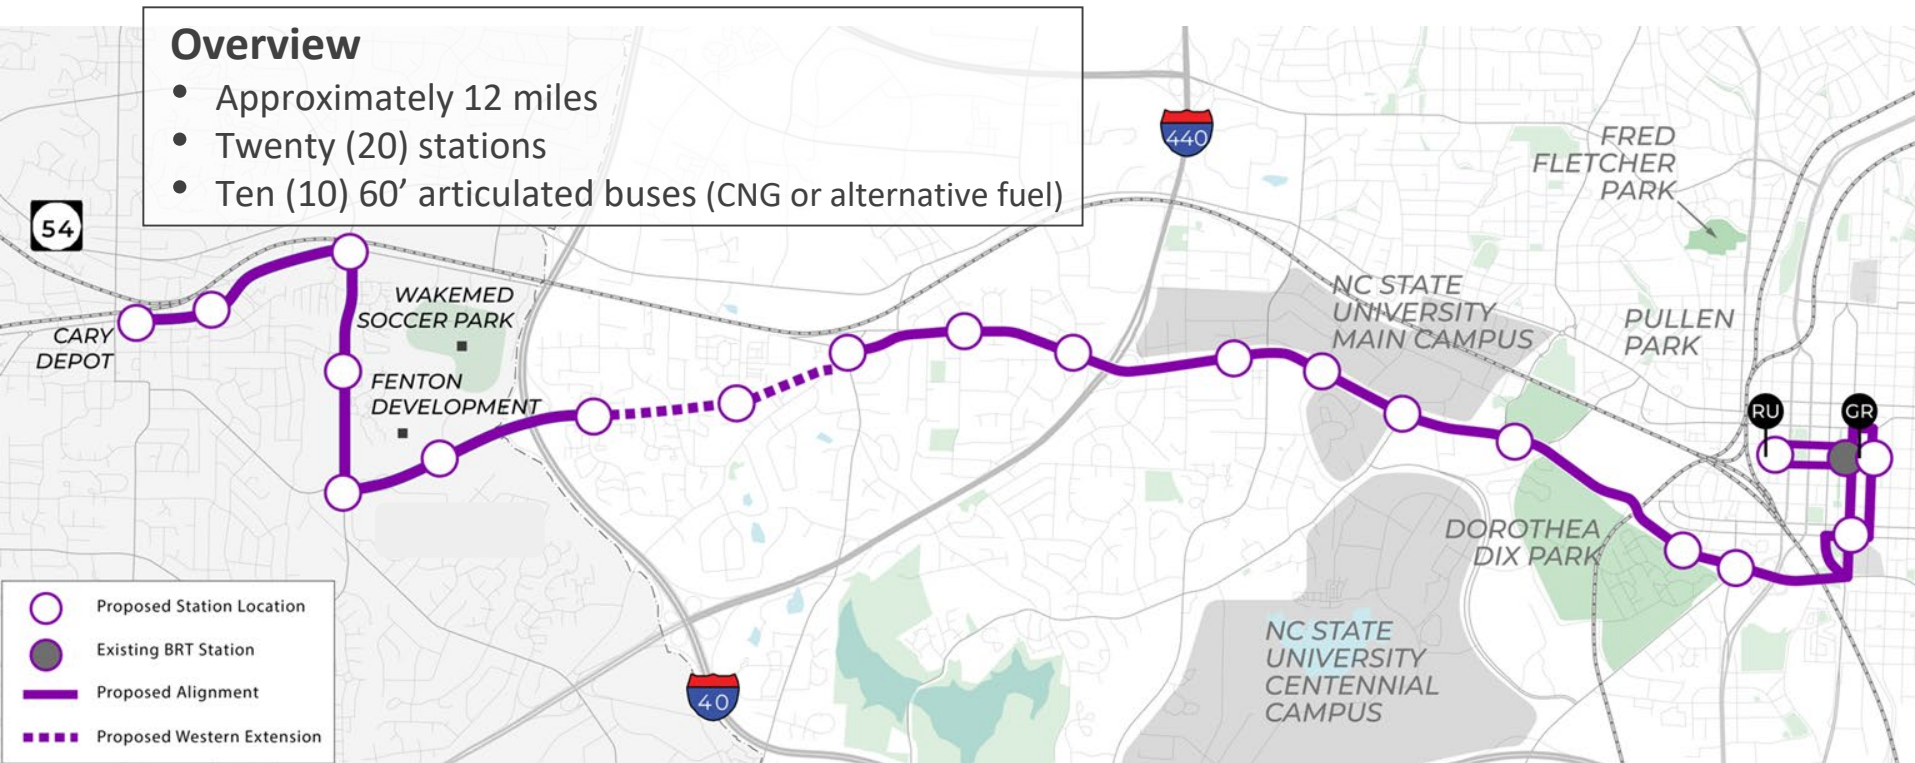 Overview
• Approximately 12 miles
• Twenty (20) stations
• Ten (10) 60’ articulated buses (CNG or alternative fuel)
54
440
FRED
FLETCHER
PARK
WAKEMED
SOCCER PARK
CARY
DEPOT
NC STATE
UNIVERSITY
MAIN CAMPUS
PULLEN
PARK
FENTON
DEVELOPMENT
RU
GR
DOROTHEA
DIX PARK
NC STATE
UNIVERSITY
CENTENNIAL
CAMPUS
40
Proposed Station Location
Existing BRT Station
Proposed Alignment
Proposed Western Extension